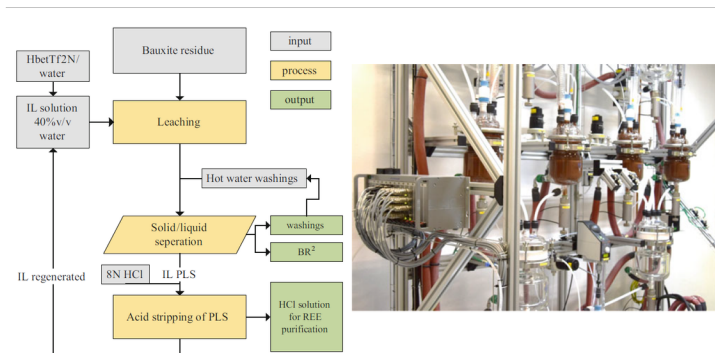 Bauxite residue
input
HbetTf2N/
water
process
output
IL solution
40%v/v
water
Leaching
Hot water washings
Solid/liquid
seperation
washings
BR²
IL regenerated
8N HCl
IL PLS
Acid stripping of PLS
HCl solution
for REE
purification